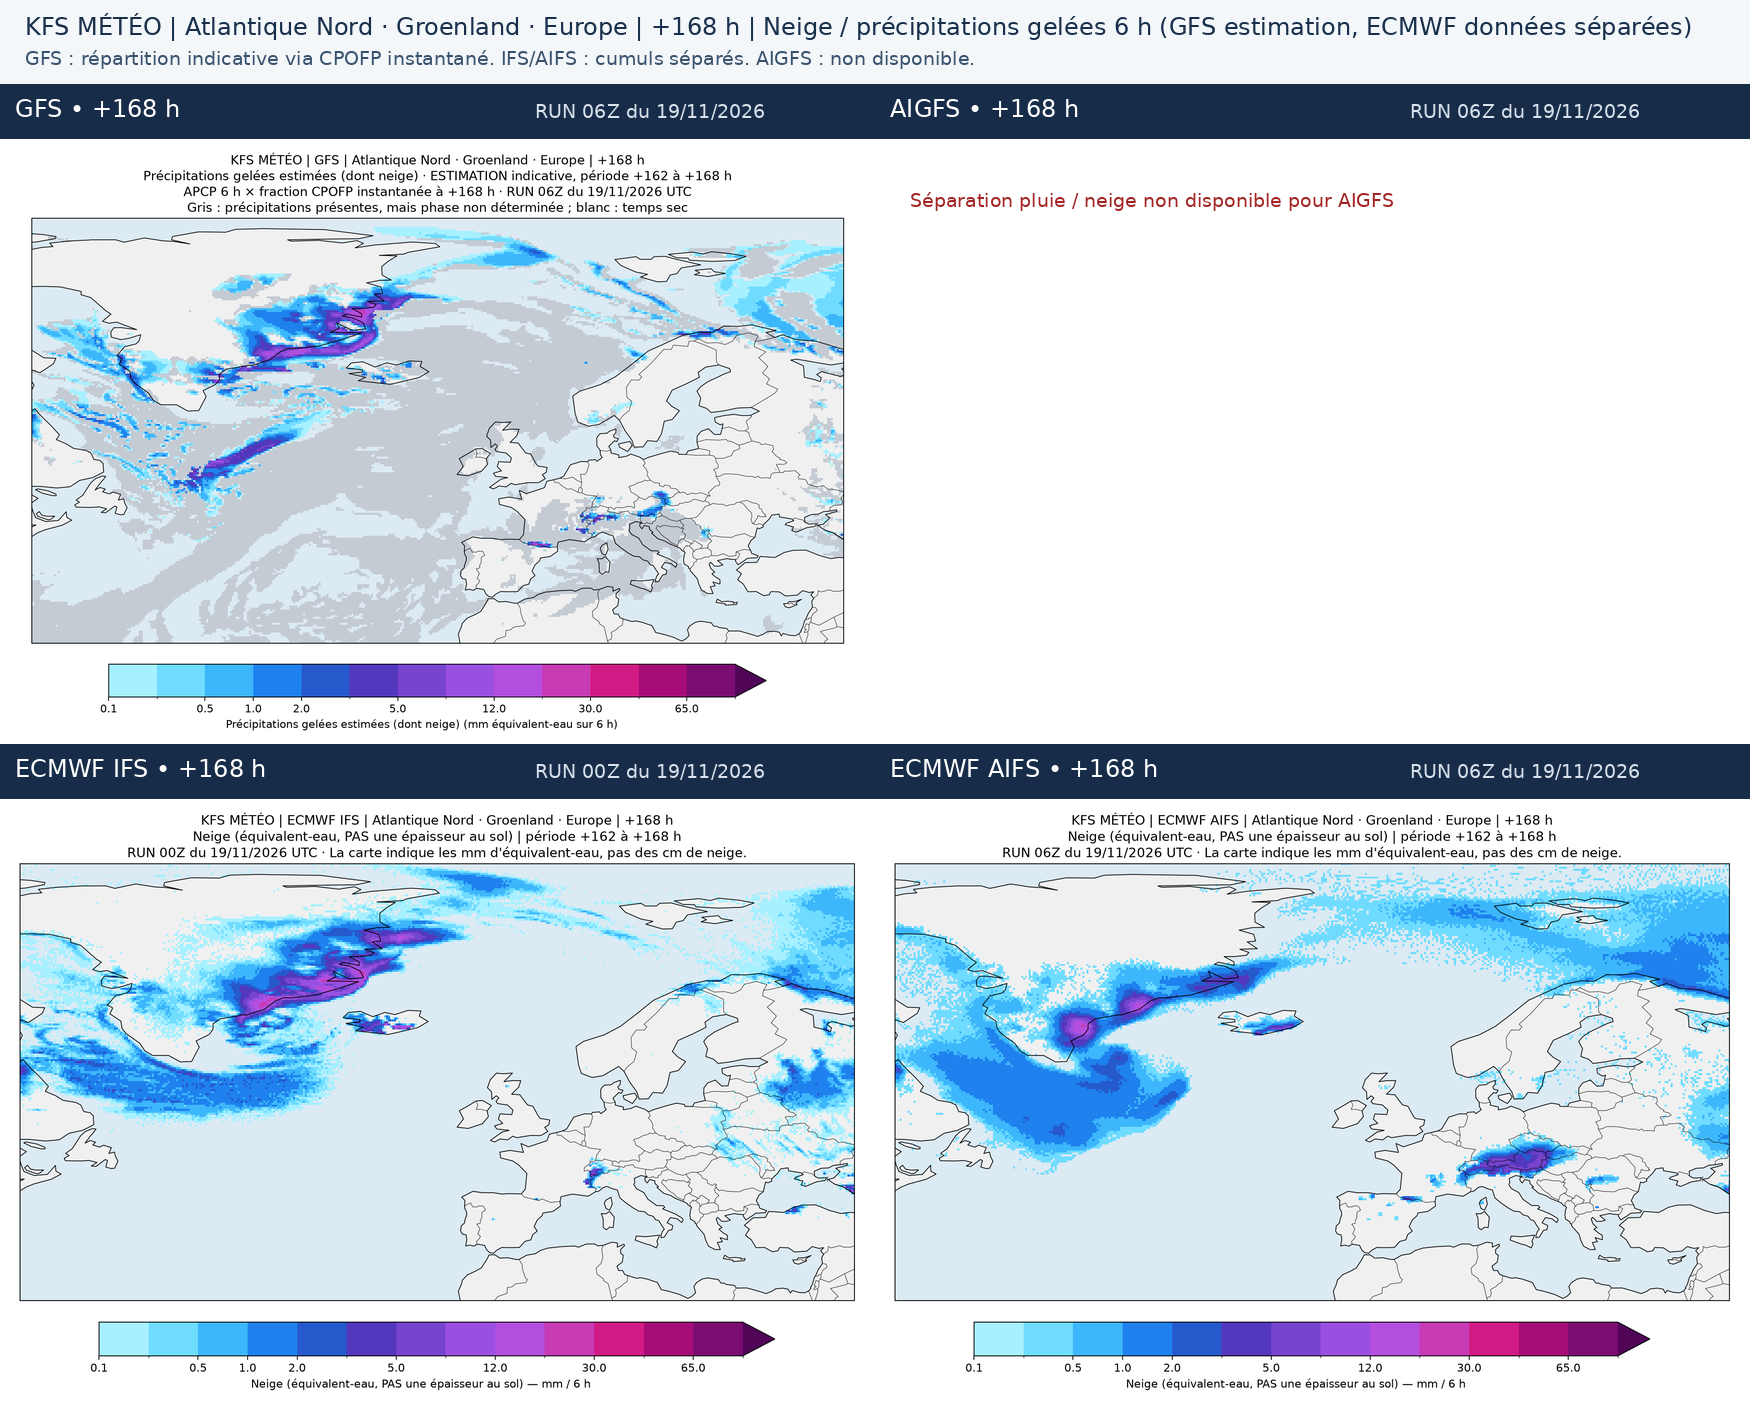 KFS MÉTÉO | Atlantique Nord · Groenland · Europe | +168 h | Neige / précipitations gelées 6 h (GFS estimation, ECMWF données séparées)
GFS : répartition indicative via CPOFP instantané. IFS/AIFS : cumuls séparés. AIGFS : non disponible.
GFS • +168 h
RUN 06Z du 19/11/2026
AIGFS • +168 h
RUN 06Z du 19/11/2026
KFS MÉTÉO | GFS | Atlantique Nord · Groenland · Europe | +168 h
Précipitations gelées estimées (dont neige) · ESTIMATION indicative, période +162 à +168 h
APCP 6 h × fraction CPOFP instantanée à +168 h · RUN 06Z du 19/11/2026 UTC
Gris : précipitations présentes, mais phase non déterminée ; blanc : temps sec
Séparation pluie / neige non disponible pour AIGFS
0.1 0.5 1.0 2.0 5.0 12.0 30.0 65.0
Précipitations gelées estimées (dont neige) (mm équivalent-eau sur 6 h)
ECMWF IFS • +168 h
RUN 00Z du 19/11/2026
ECMWF AIFS • +168 h
RUN 06Z du 19/11/2026
KFS MÉTÉO | ECMWF IFS | Atlantique Nord · Groenland · Europe | +168 h
Neige (équivalent-eau, PAS une épaisseur au sol) | période +162 à +168 h
RUN 00Z du 19/11/2026 UTC · La carte indique les mm d'équivalent-eau, pas des cm de neige.
KFS MÉTÉO | ECMWF AIFS | Atlantique Nord · Groenland · Europe | +168 h
Neige (équivalent-eau, PAS une épaisseur au sol) | période +162 à +168 h
RUN 06Z du 19/11/2026 UTC · La carte indique les mm d'équivalent-eau, pas des cm de neige.
0.1 0.5 1.0 2.0 5.0 12.0 30.0 65.0
Neige (équivalent-eau, PAS une épaisseur au sol) — mm / 6 h
0.1 0.5 1.0 2.0 5.0 12.0 30.0 65.0
Neige (équivalent-eau, PAS une épaisseur au sol) — mm / 6 h